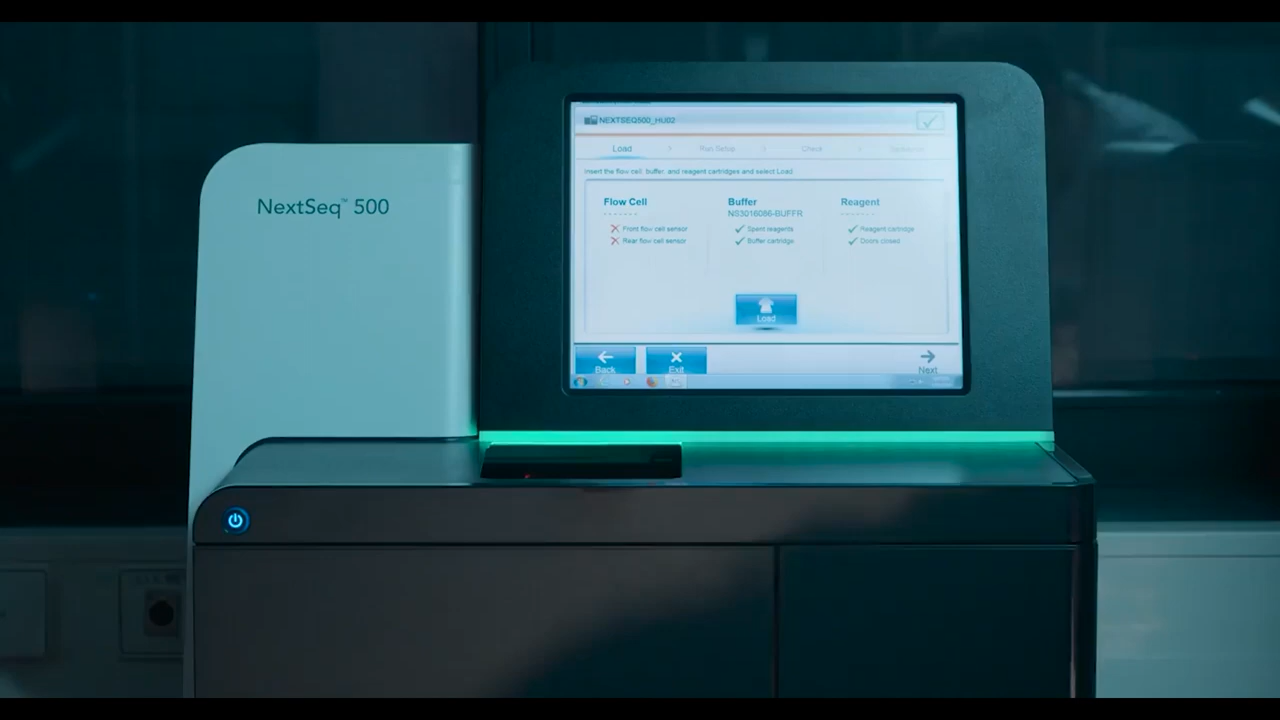 NextSeq™ 500
NEXTSEQ500_HU02
Load
Run Setup
Check
Insert the flow cell, buffer, and reagent cartridges and select Load
Flow Cell
Buffer
Reagent
NS3016086-BUFFR
Front flow cell sensor
Spent reagents
Reagent cartridge
Rear flow cell sensor
Buffer cartridge
Doors closed
Load
Back
Exit
Next